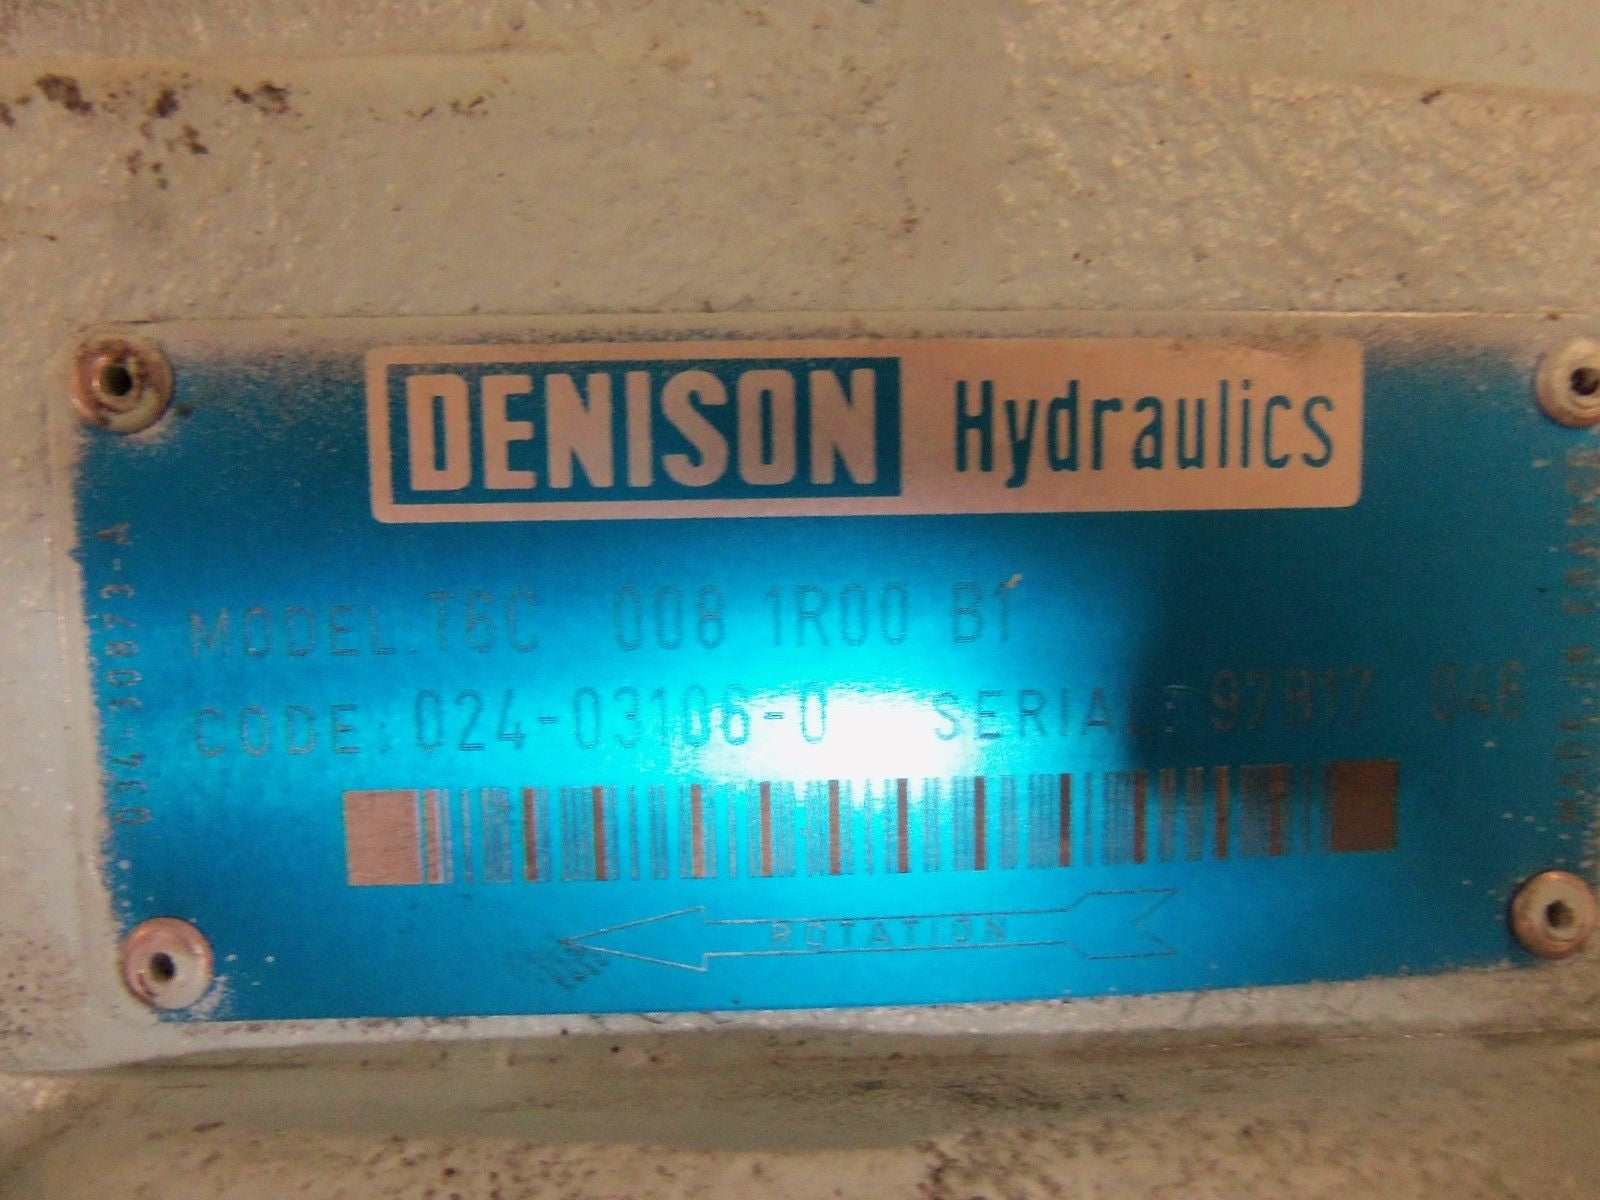 DENISON Hydraulics
MODEL: T6C 008 1R00 B1
CODE: 024-03106-0 SERIAL: 97B17 046
ROTATION
034-30873-A
MADE IN FRANCE